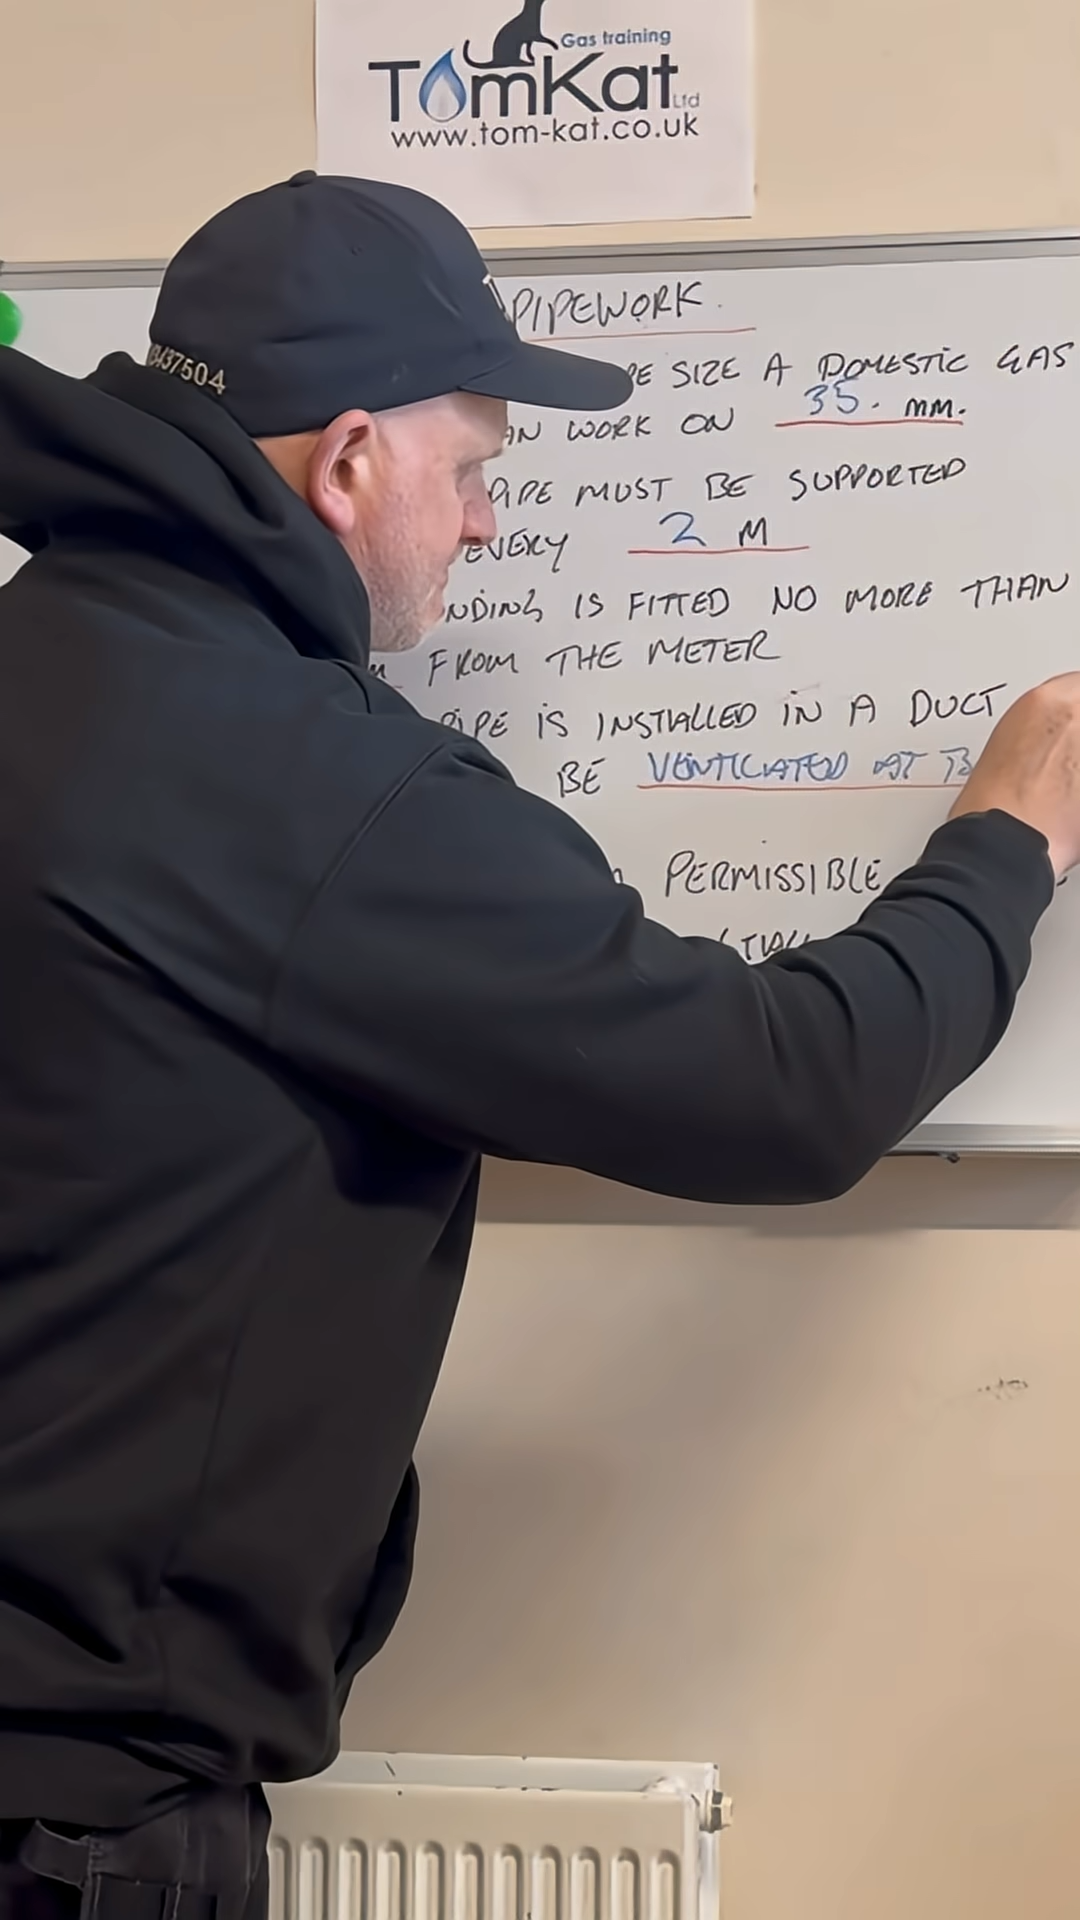 Gas training
TomKat Ltd
www.tom-kat.co.uk
37504
PIPEWORK.
PE SIZE A DOMESTIC GAS
AN WORK ON 35. MM.
PIPE MUST BE SUPPORTED
EVERY 2 M
NDING IS FITTED NO MORE THAN
M FROM THE METER
PIPE IS INSTALLED IN A DUCT
BE VENTILATED AT B
PERMISSIBLE